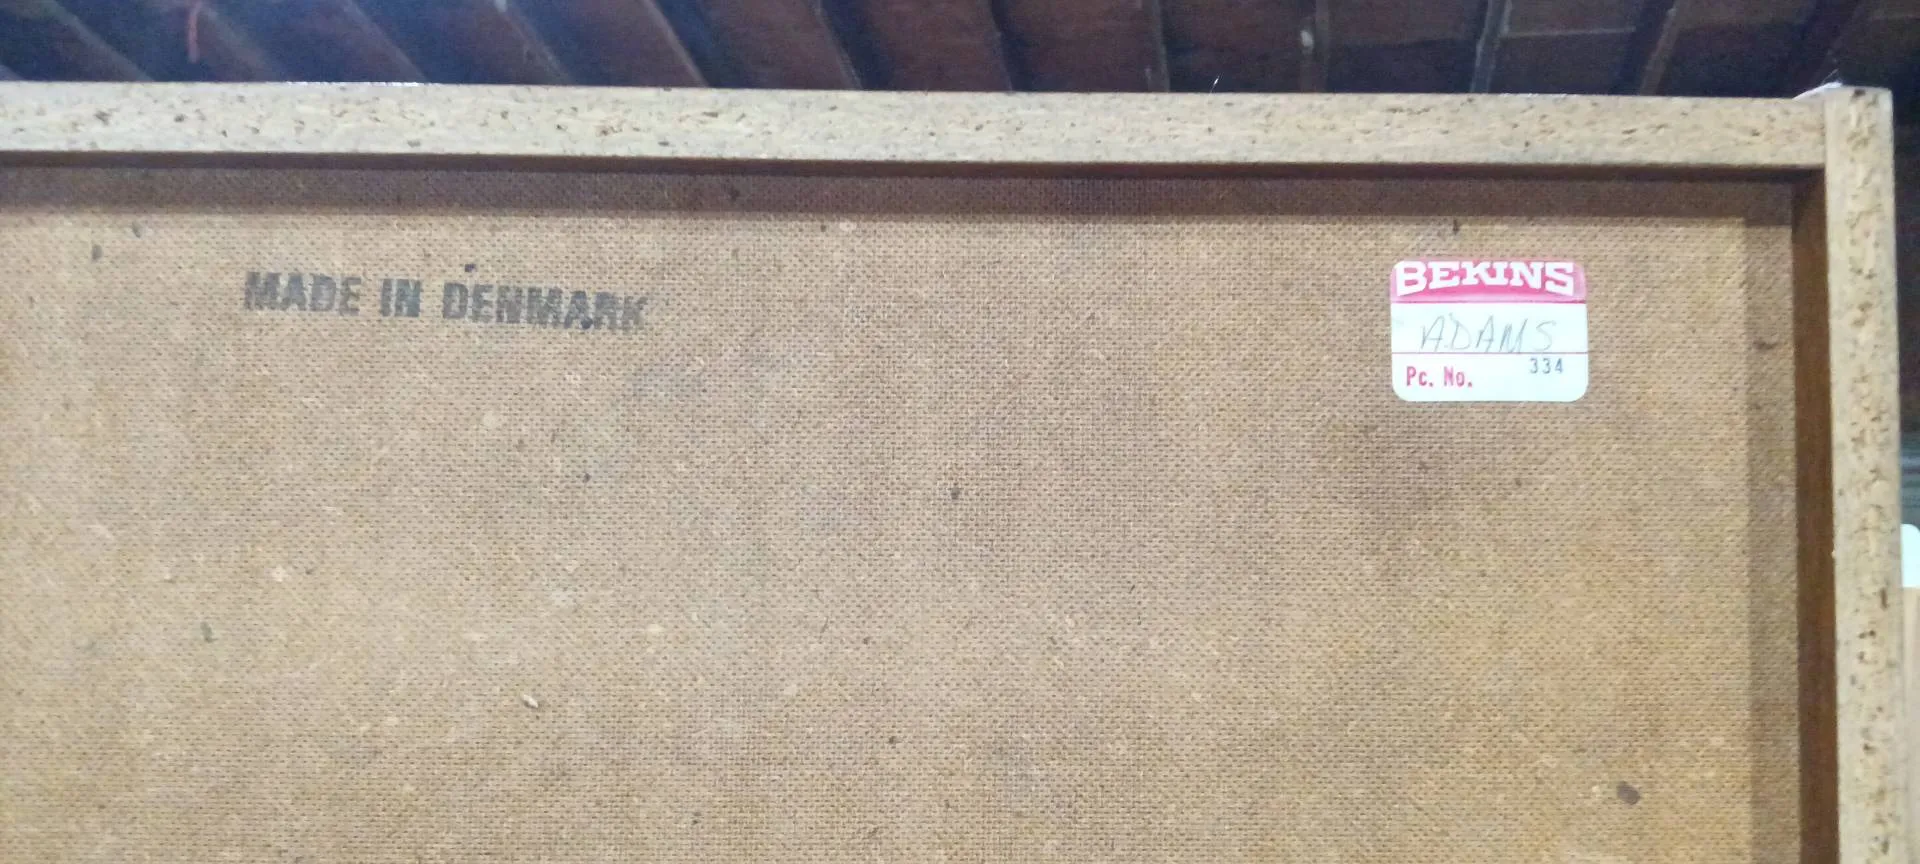 MADE IN DENMARK
BEKINS
ADAMS
Pc. No. 334